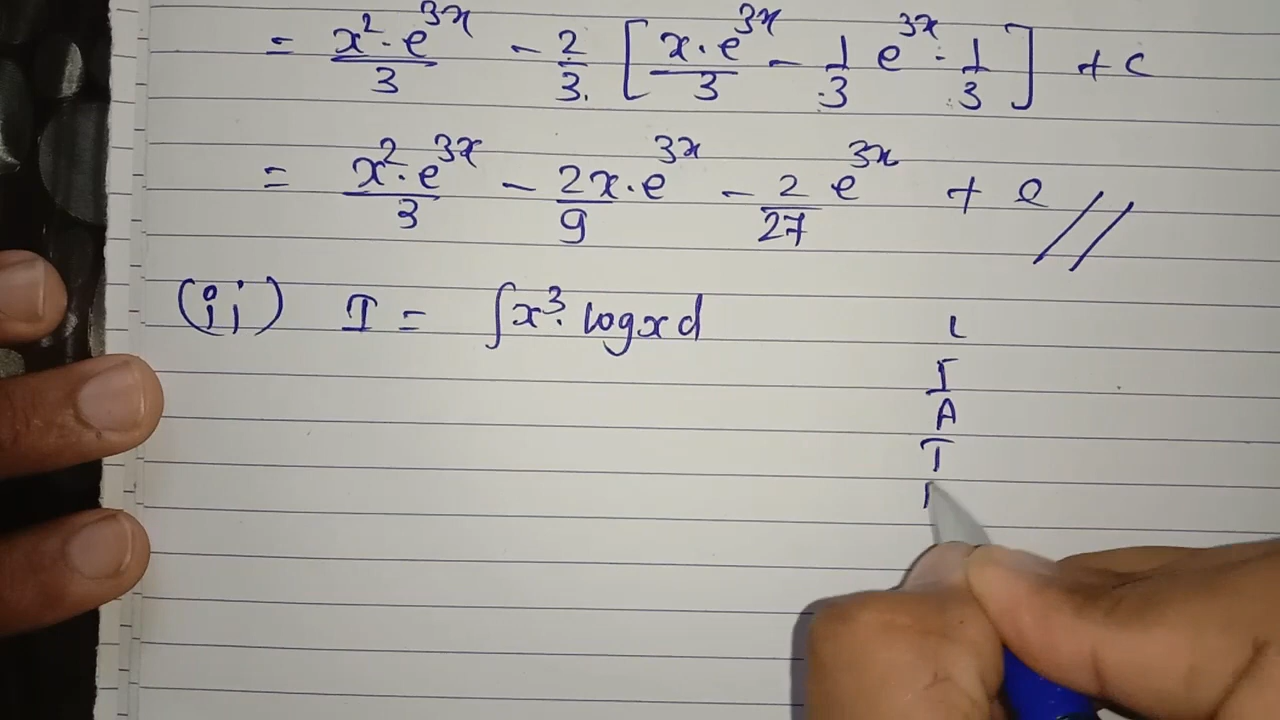 = x²·e^3x/3 - 2/3 [x·e^3x/3 - 1/3 e^3x · 1/3] + c
= x²·e^3x/3 - 2x·e^3x/9 - 2/27 e^3x + c //
(ii) I = ∫x³· logx d
L
I
A
T